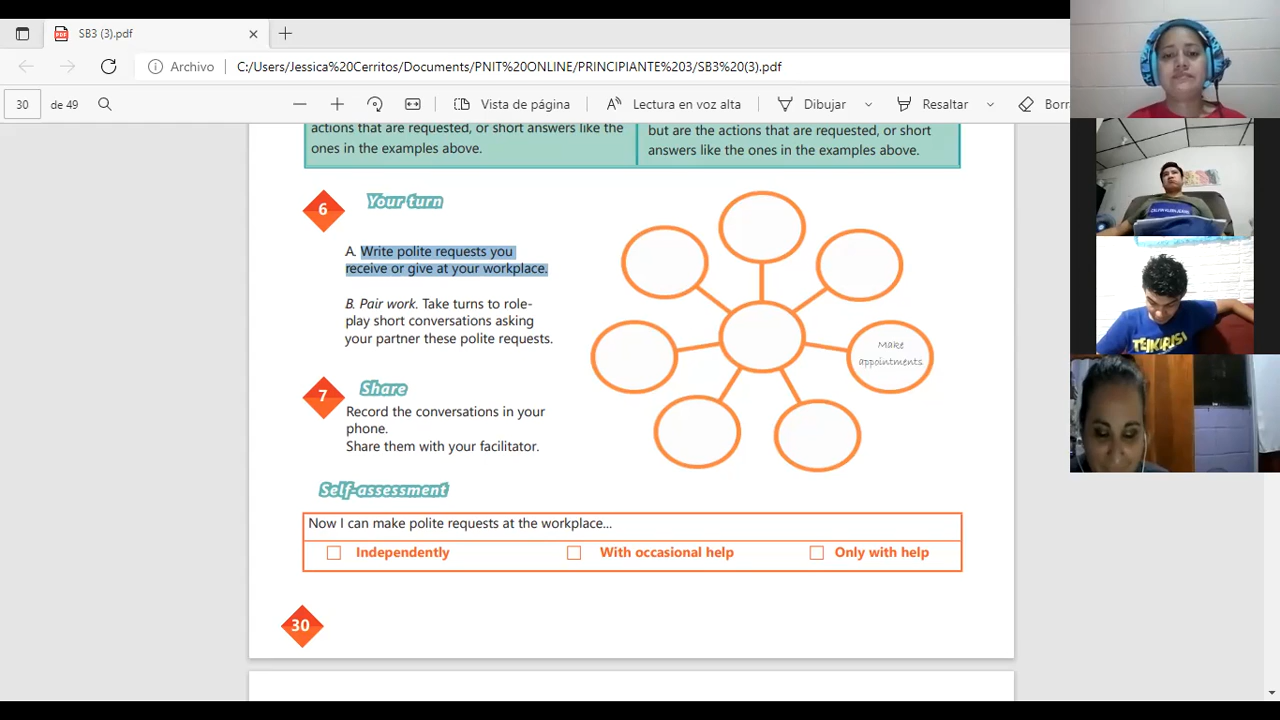 SB3 (3).pdf
Archivo
C:/Users/Jessica%20Cerritos/Documents/PNIT%20ONLINE/PRINCIPIANTE%203/SB3%20(3).pdf
30 de 49
Vista de página
Lectura en voz alta
Dibujar
Resaltar
Borr
actions that are requested, or short answers like the
ones in the examples above.
but are the actions that are requested, or short
answers like the ones in the examples above.
6
Your turn
A. Write polite requests you
receive or give at your workplace.
B. Pair work. Take turns to role-
play short conversations asking
your partner these polite requests.
Make
appointments
7
Share
Record the conversations in your
phone.
Share them with your facilitator.
Self-assessment
Now I can make polite requests at the workplace...
Independently
With occasional help
Only with help
30